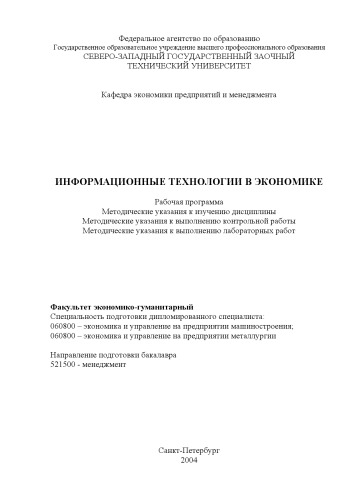 Федеральное агентство по образованию
Государственное образовательное учреждение высшего профессионального образования
СЕВЕРО-ЗАПАДНЫЙ ГОСУДАРСТВЕННЫЙ ЗАОЧНЫЙ
ТЕХНИЧЕСКИЙ УНИВЕРСИТЕТ
Кафедра экономики предприятий и менеджмента
ИНФОРМАЦИОННЫЕ ТЕХНОЛОГИИ В ЭКОНОМИКЕ
Рабочая программа
Методические указания к изучению дисциплины
Методические указания к выполнению контрольной работы
Методические указания к выполнению лабораторных работ
Факультет экономико-гуманитарный
Специальность подготовки дипломированного специалиста:
060800 – экономика и управление на предприятии машиностроения;
060800 – экономика и управление на предприятии металлургии
Направление подготовки бакалавра
521500 - менеджмент
Санкт-Петербург
2004